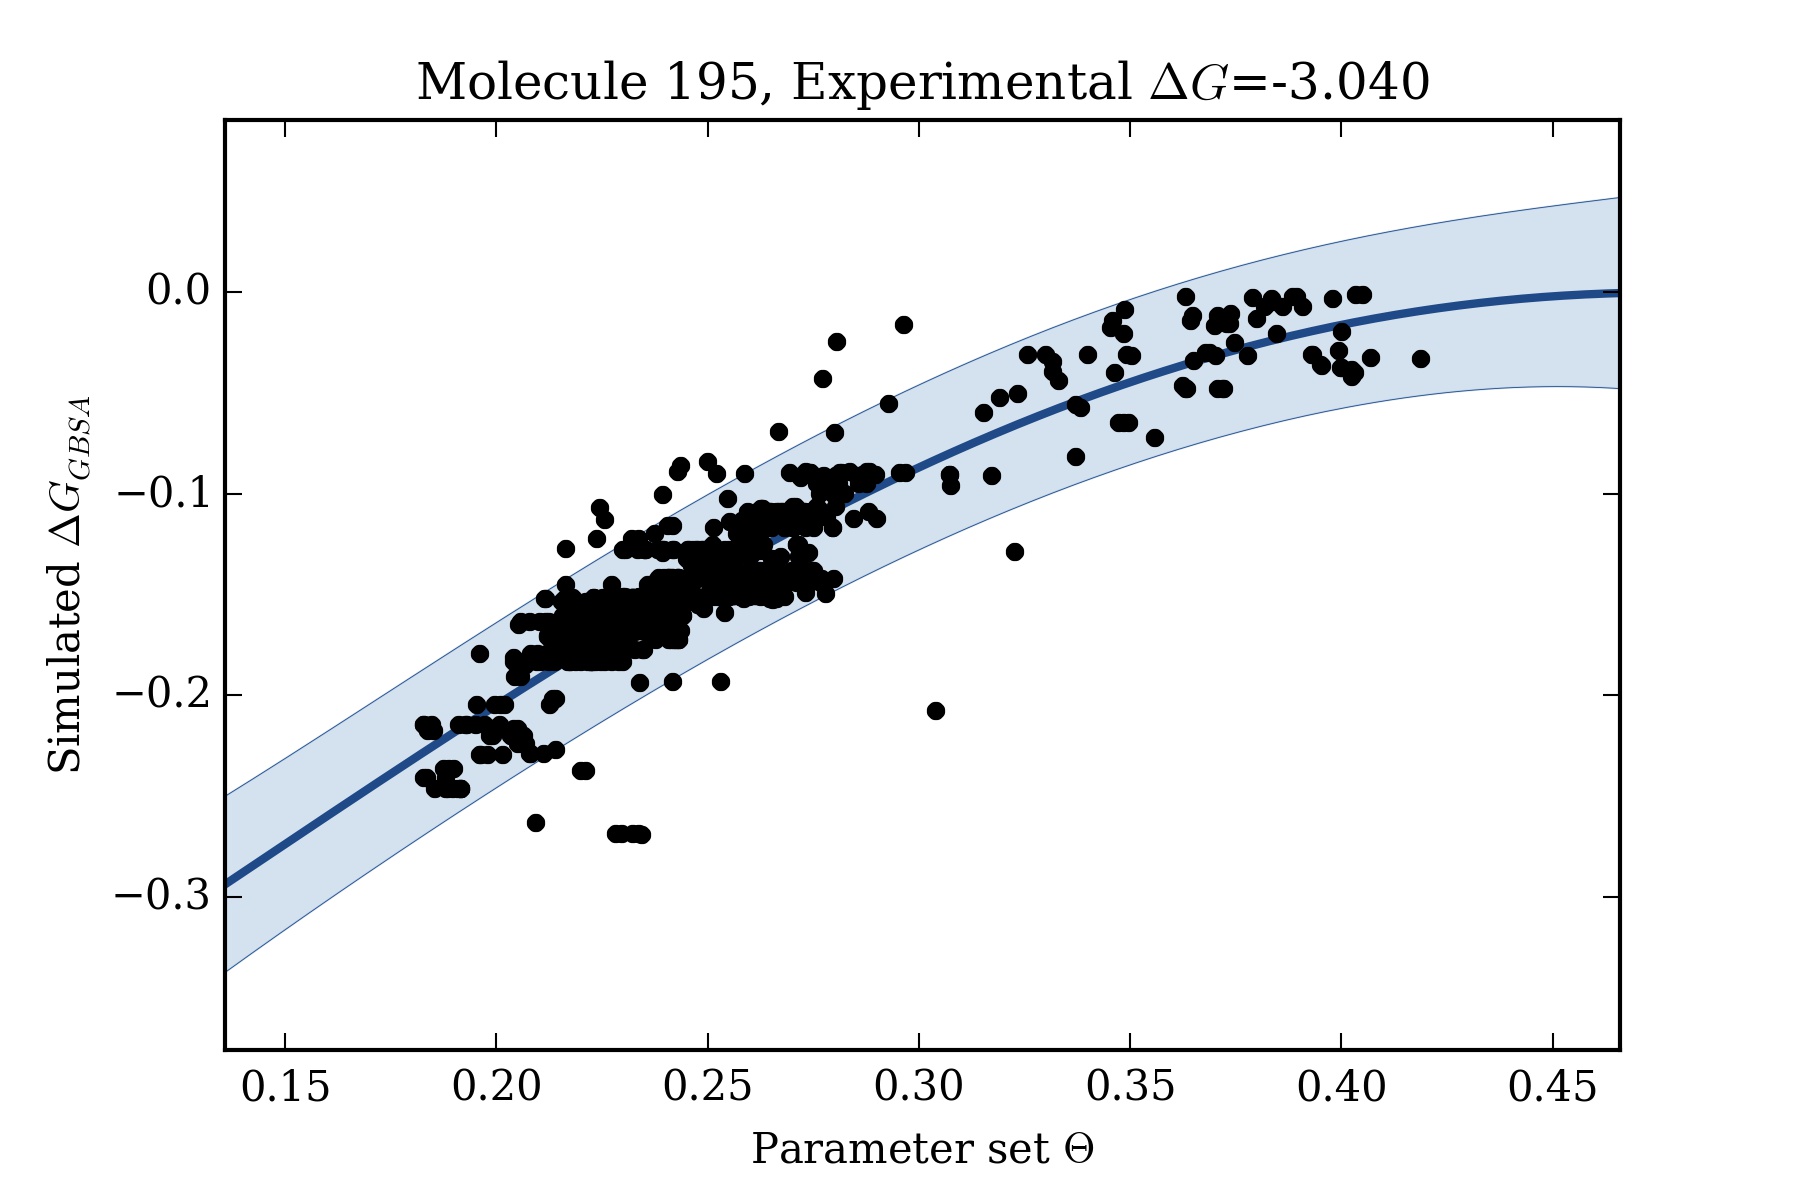 Molecule 195, Experimental ΔG=-3.040
Simulated ΔG_GBSA
0.0
−0.1
−0.2
−0.3
0.15 0.20 0.25 0.30 0.35 0.40 0.45
Parameter set Θ